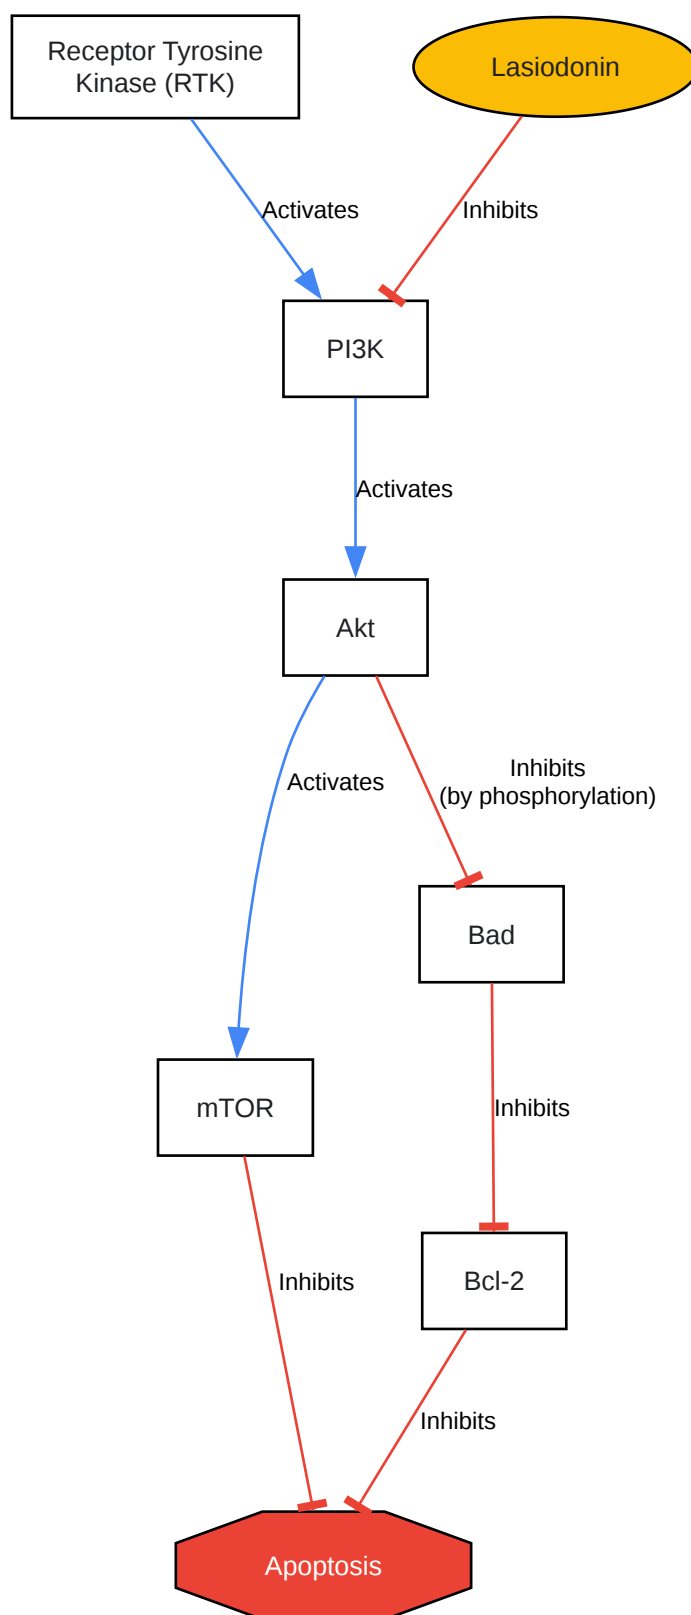 Receptor Tyrosine
Kinase (RTK)
Lasiodonin
Activates
Inhibits
PI3K
Activates
Akt
Activates
Inhibits
(by phosphorylation)
Bad
mTOR
Inhibits
Bcl-2
Inhibits
Inhibits
Apoptosis